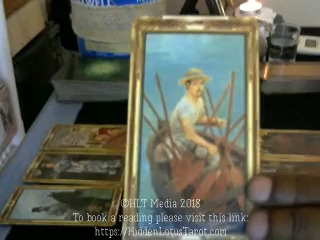 ©HLT Media 2018
To book a reading please visit this link:
https://HiddenLotusTarot.com